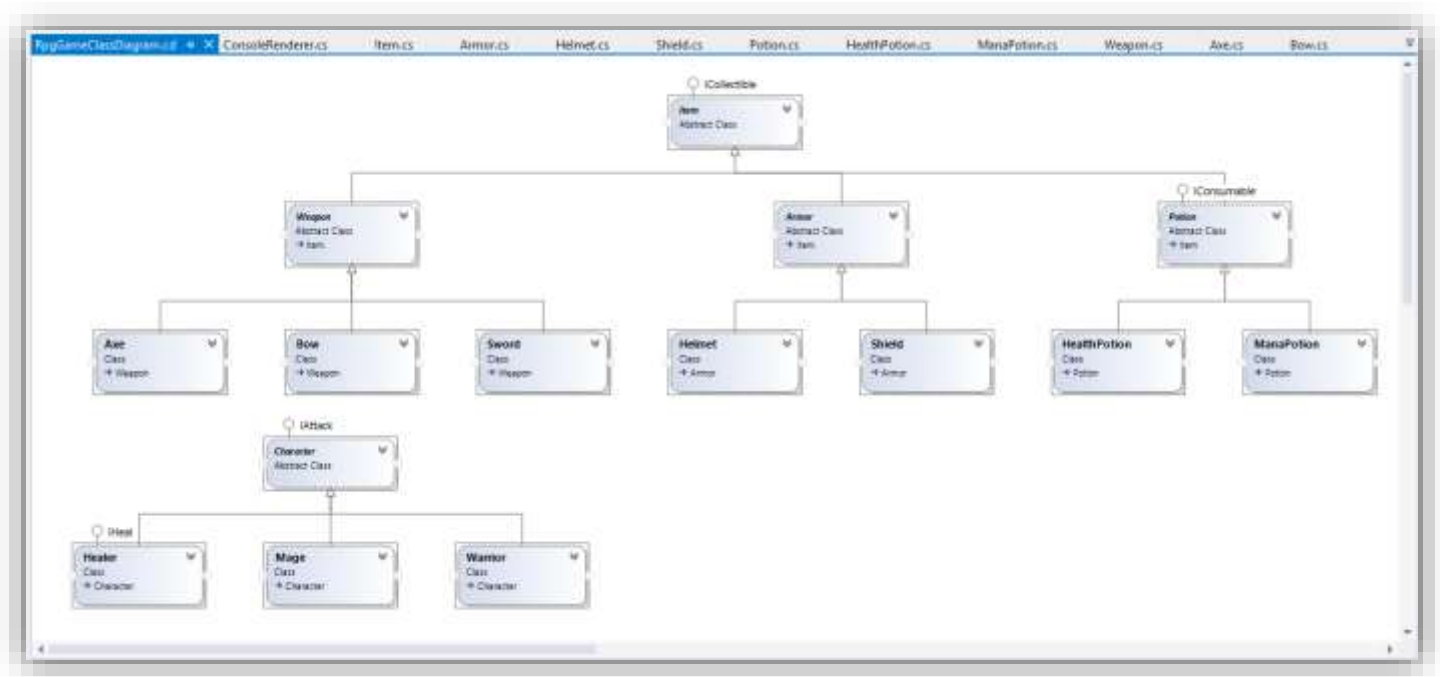 RpgGameClassDiagram.cd ConsoleRenderer.cs Item.cs Armor.cs Helmet.cs Shield.cs Potion.cs HealthPotion.cs ManaPotion.cs Weapon.cs Axe.cs Bow.cs
ICollectible
Item
Abstract Class
IConsumable
Weapon
Abstract Class
→ Item
Armor
Abstract Class
→ Item
Potion
Abstract Class
→ Item
Axe
Class
→ Weapon
Bow
Class
→ Weapon
Sword
Class
→ Weapon
Helmet
Class
→ Armor
Shield
Class
→ Armor
HealthPotion
Class
→ Potion
ManaPotion
Class
→ Potion
IAttack
Character
Abstract Class
IHeal
Healer
Class
→ Character
Mage
Class
→ Character
Warrior
Class
→ Character